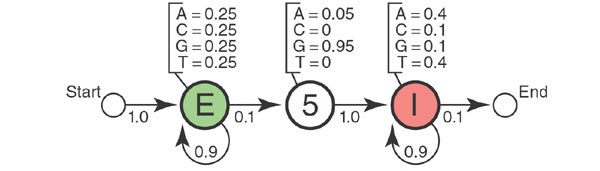 A = 0.25
C = 0.25
G = 0.25
T = 0.25
A = 0.05
C = 0
G = 0.95
T = 0
A = 0.4
C = 0.1
G = 0.1
T = 0.4
Start
E
5
I
End
1.0
0.1
1.0
0.1
0.9
0.9